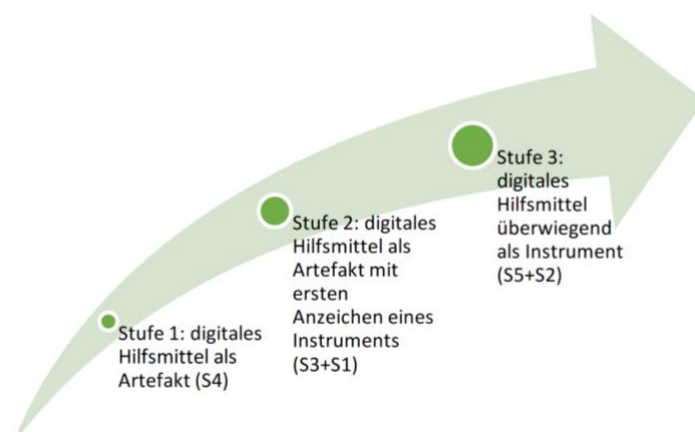 Stufe 1: digitales
Hilfsmittel als
Artefakt (S4)
Stufe 2: digitales
Hilfsmittel als
Artefakt mit
ersten
Anzeichen eines
Instruments
(S3+S1)
Stufe 3:
digitales
Hilfsmittel
überwiegend
als Instrument
(S5+S2)